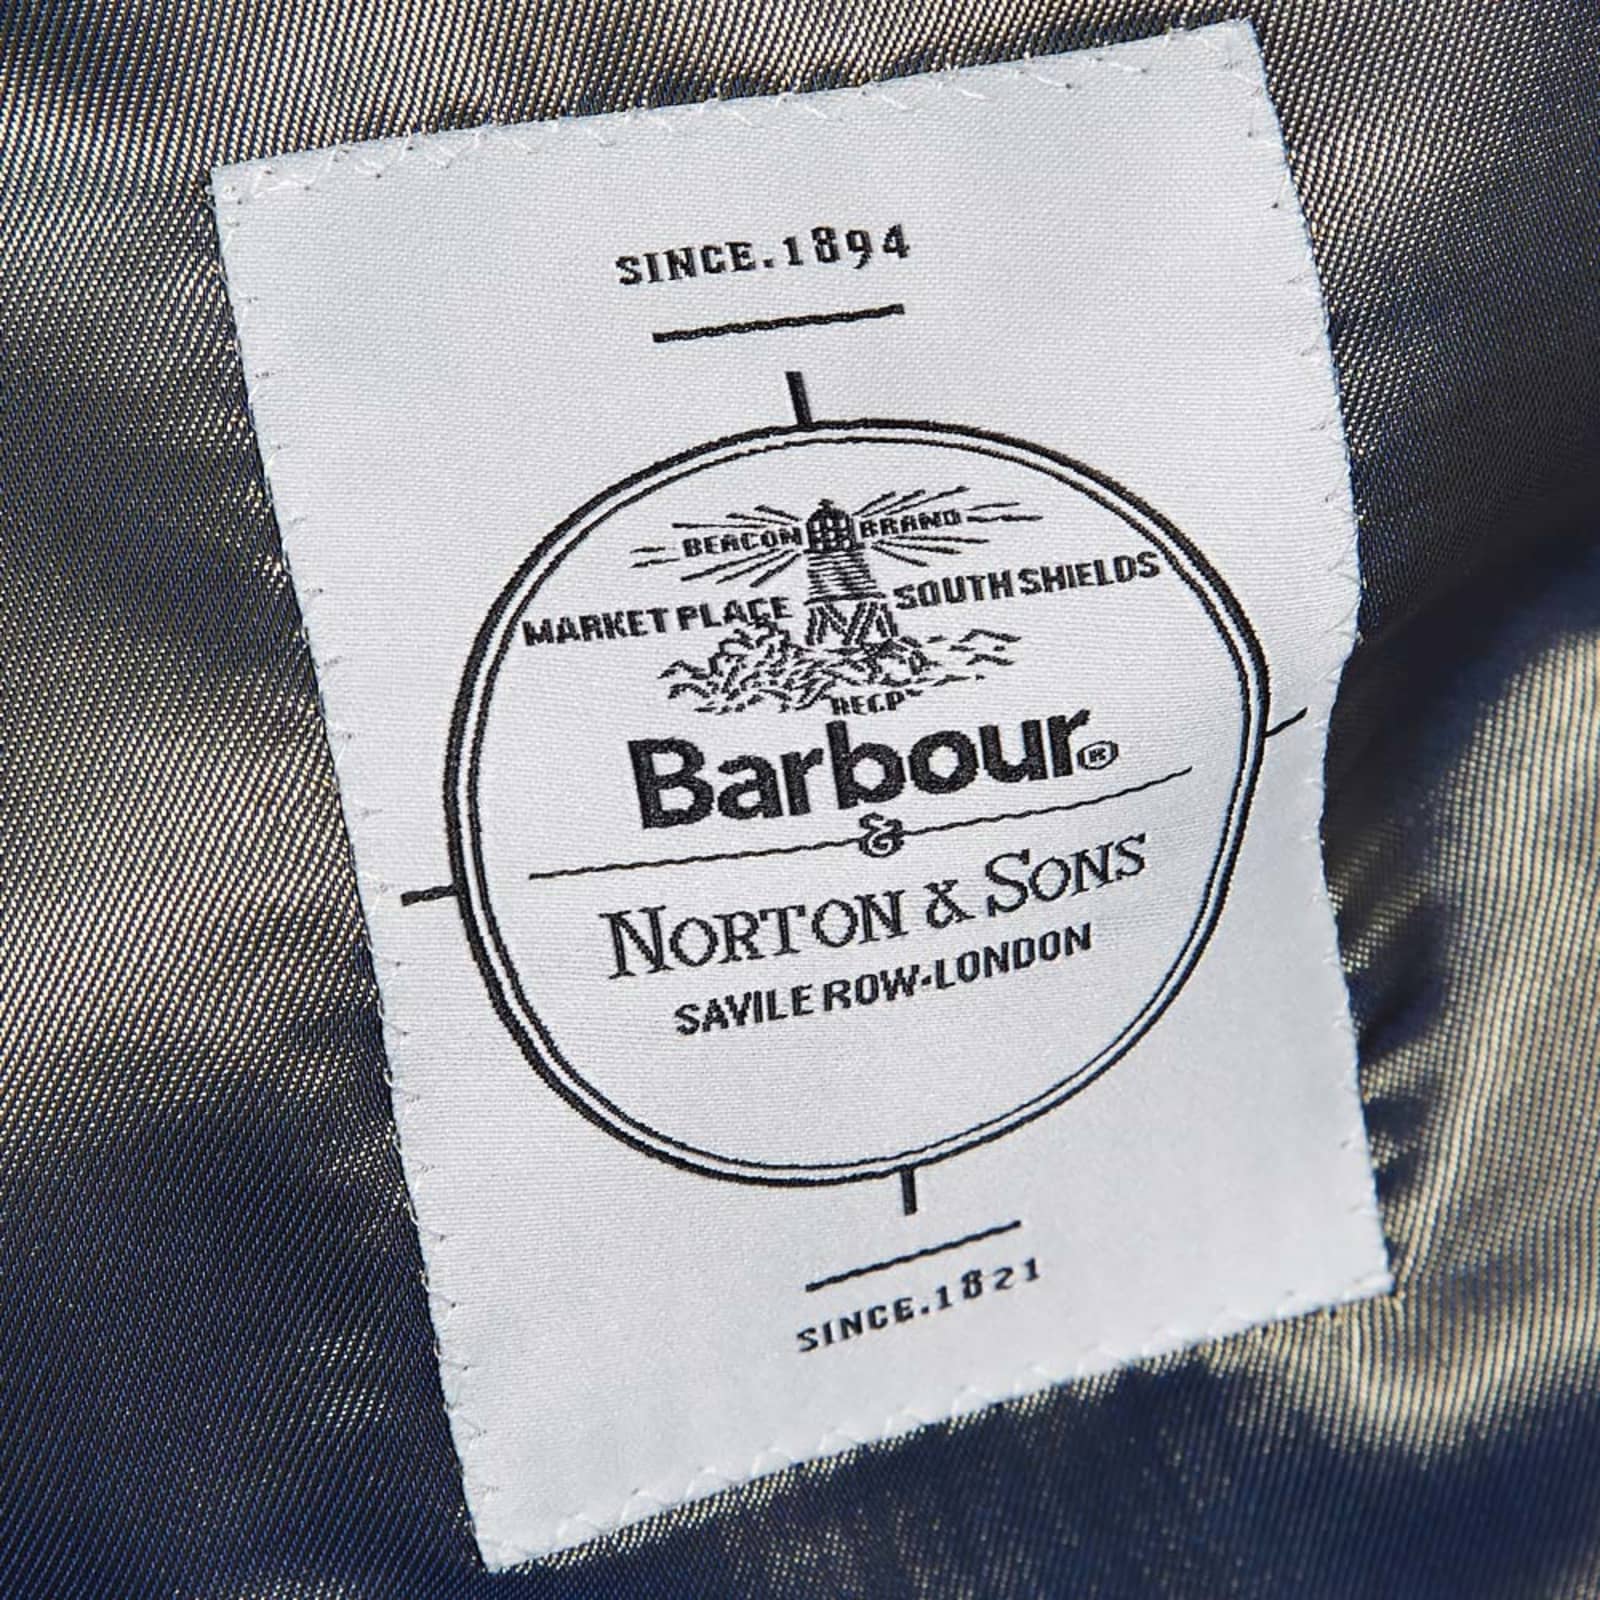 SINCE.1894
BEACON BRAND
MARKET PLACE SOUTH SHIELDS
Barbour®
&
NORTON & SONS
SAVILE ROW·LONDON
SINCE.1821